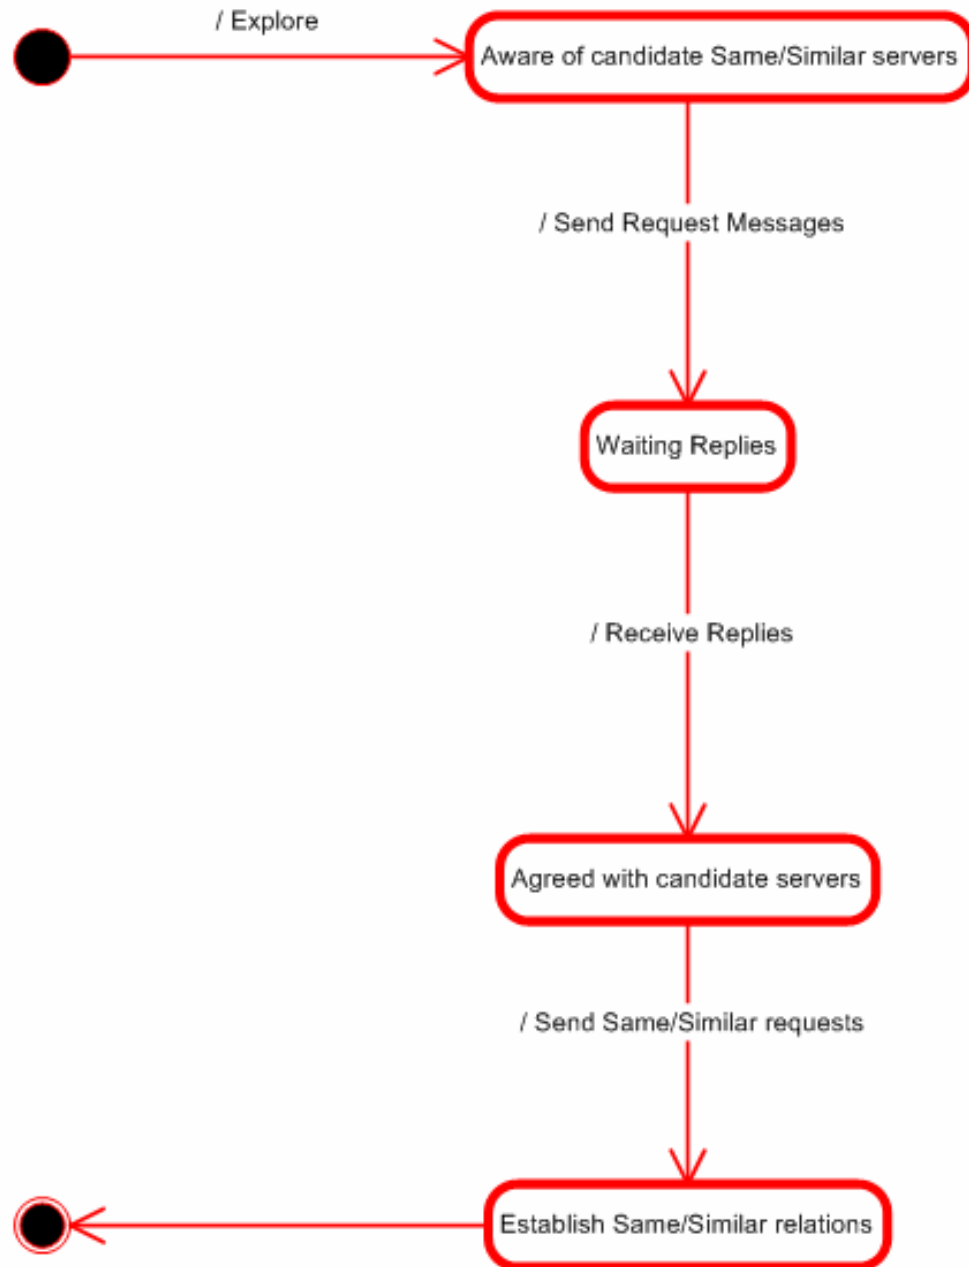 / Explore
Aware of candidate Same/Similar servers
/ Send Request Messages
Waiting Replies
/ Receive Replies
Agreed with candidate servers
/ Send Same/Similar requests
Establish Same/Similar relations